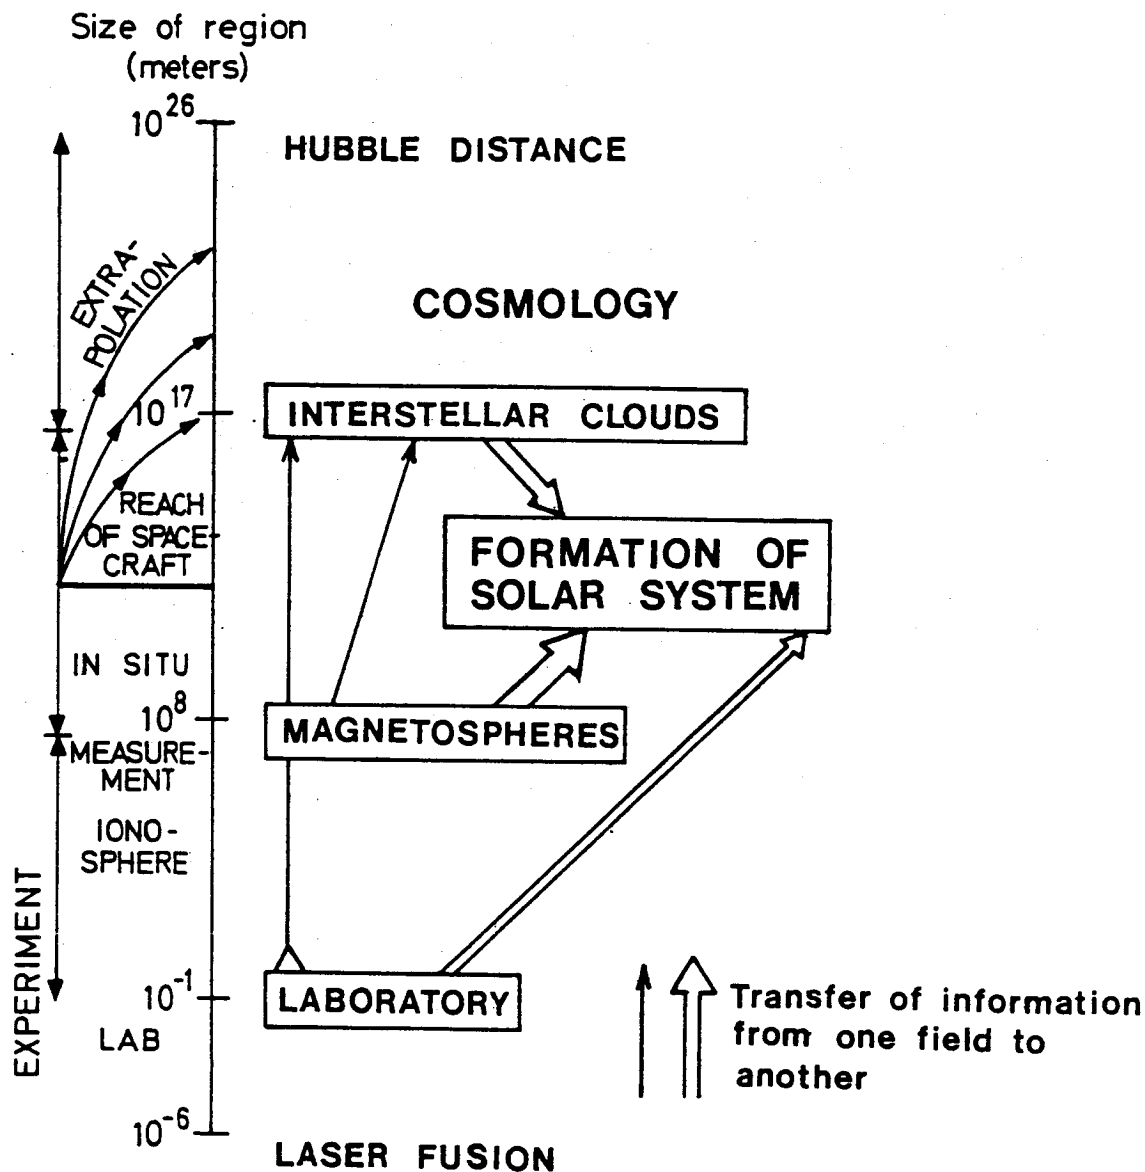 Size of region
(meters)
10^26
HUBBLE DISTANCE
EXTRA-
POLATION
COSMOLOGY
10^17
INTERSTELLAR CLOUDS
REACH
OF SPACE-
CRAFT
FORMATION OF
SOLAR SYSTEM
IN SITU
10^8
MAGNETOSPHERES
MEASURE-
MENT
IONO-
SPHERE
EXPERIMENT
10^-1
LABORATORY
LAB
Transfer of information
from one field to
another
10^-6
LASER FUSION